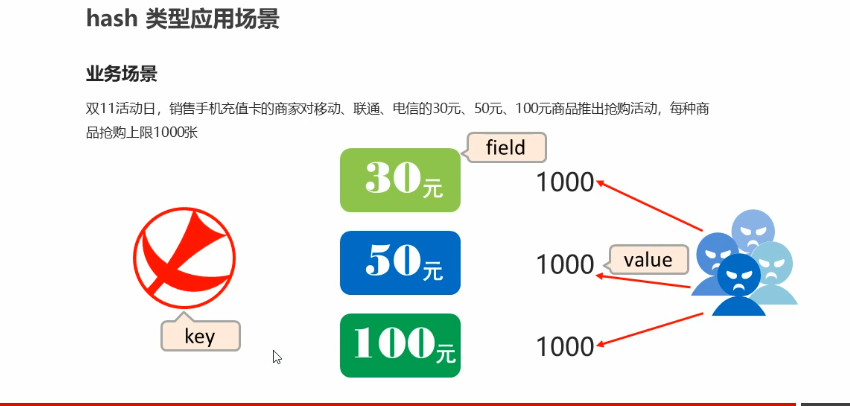 hash 类型应用场景
业务场景
双11活动日，销售手机充值卡的商家对移动、联通、电信的30元、50元、100元商品推出抢购活动，每种商
品抢购上限1000张
field
30元
1000
50元
1000
value
key
100元
1000